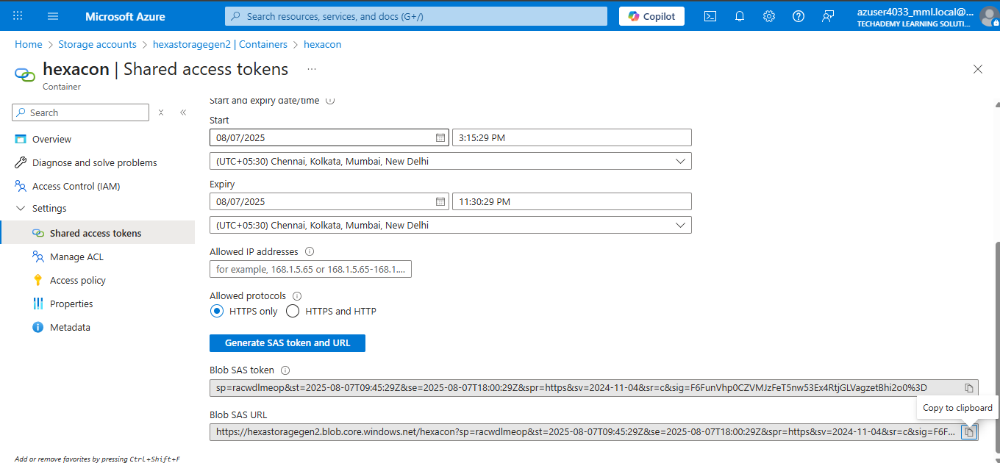 Microsoft Azure
Search resources, services, and docs (G+/)
Copilot
azuser4033_mml.local@...
TECHADEMY LEARNING SOLUTI...
Home > Storage accounts > hexastoragegen2 | Containers > hexacon
hexacon | Shared access tokens ...
Container
Search
Overview
Diagnose and solve problems
Access Control (IAM)
Settings
Shared access tokens
Manage ACL
Access policy
Properties
Metadata
Add or remove favorites by pressing Ctrl+Shift+F
Start and expiry date/time
Start
08/07/2025
3:15:29 PM
(UTC+05:30) Chennai, Kolkata, Mumbai, New Delhi
Expiry
08/07/2025
11:30:29 PM
(UTC+05:30) Chennai, Kolkata, Mumbai, New Delhi
Allowed IP addresses
for example, 168.1.5.65 or 168.1.5.65-168.1....
Allowed protocols
HTTPS only
HTTPS and HTTP
Generate SAS token and URL
Blob SAS token
sp=racwdlmeop&st=2025-08-07T09:45:29Z&se=2025-08-07T18:00:29Z&spr=https&sv=2024-11-04&sr=c&sig=F6FunVhp0CZVMJzFeT5nw53Ex4RtjGLVagzetBhi2o0%3D
Copy to clipboard
Blob SAS URL
https://hexastoragegen2.blob.core.windows.net/hexacon?sp=racwdlmeop&st=2025-08-07T09:45:29Z&se=2025-08-07T18:00:29Z&spr=https&sv=2024-11-04&sr=c&sig=F6F...